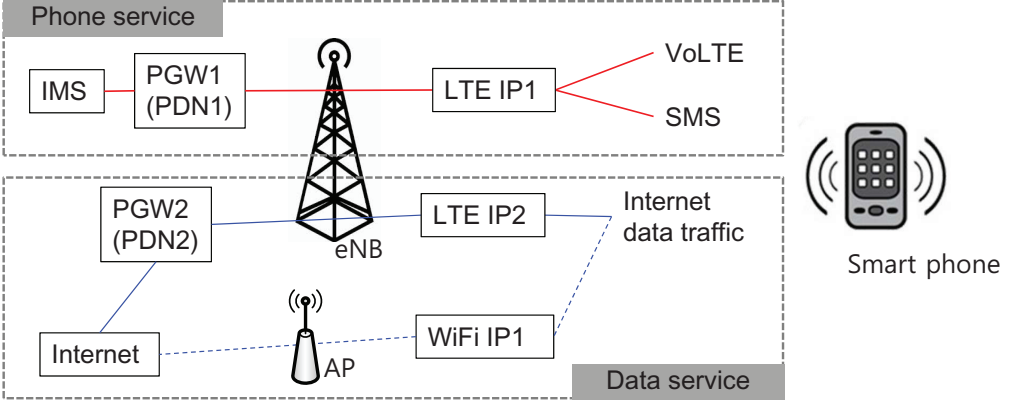 Phone service
IMS
PGW1
(PDN1)
LTE IP1
VoLTE
SMS
PGW2
(PDN2)
eNB
LTE IP2
Internet
data traffic
Internet
AP
WiFi IP1
Data service
Smart phone